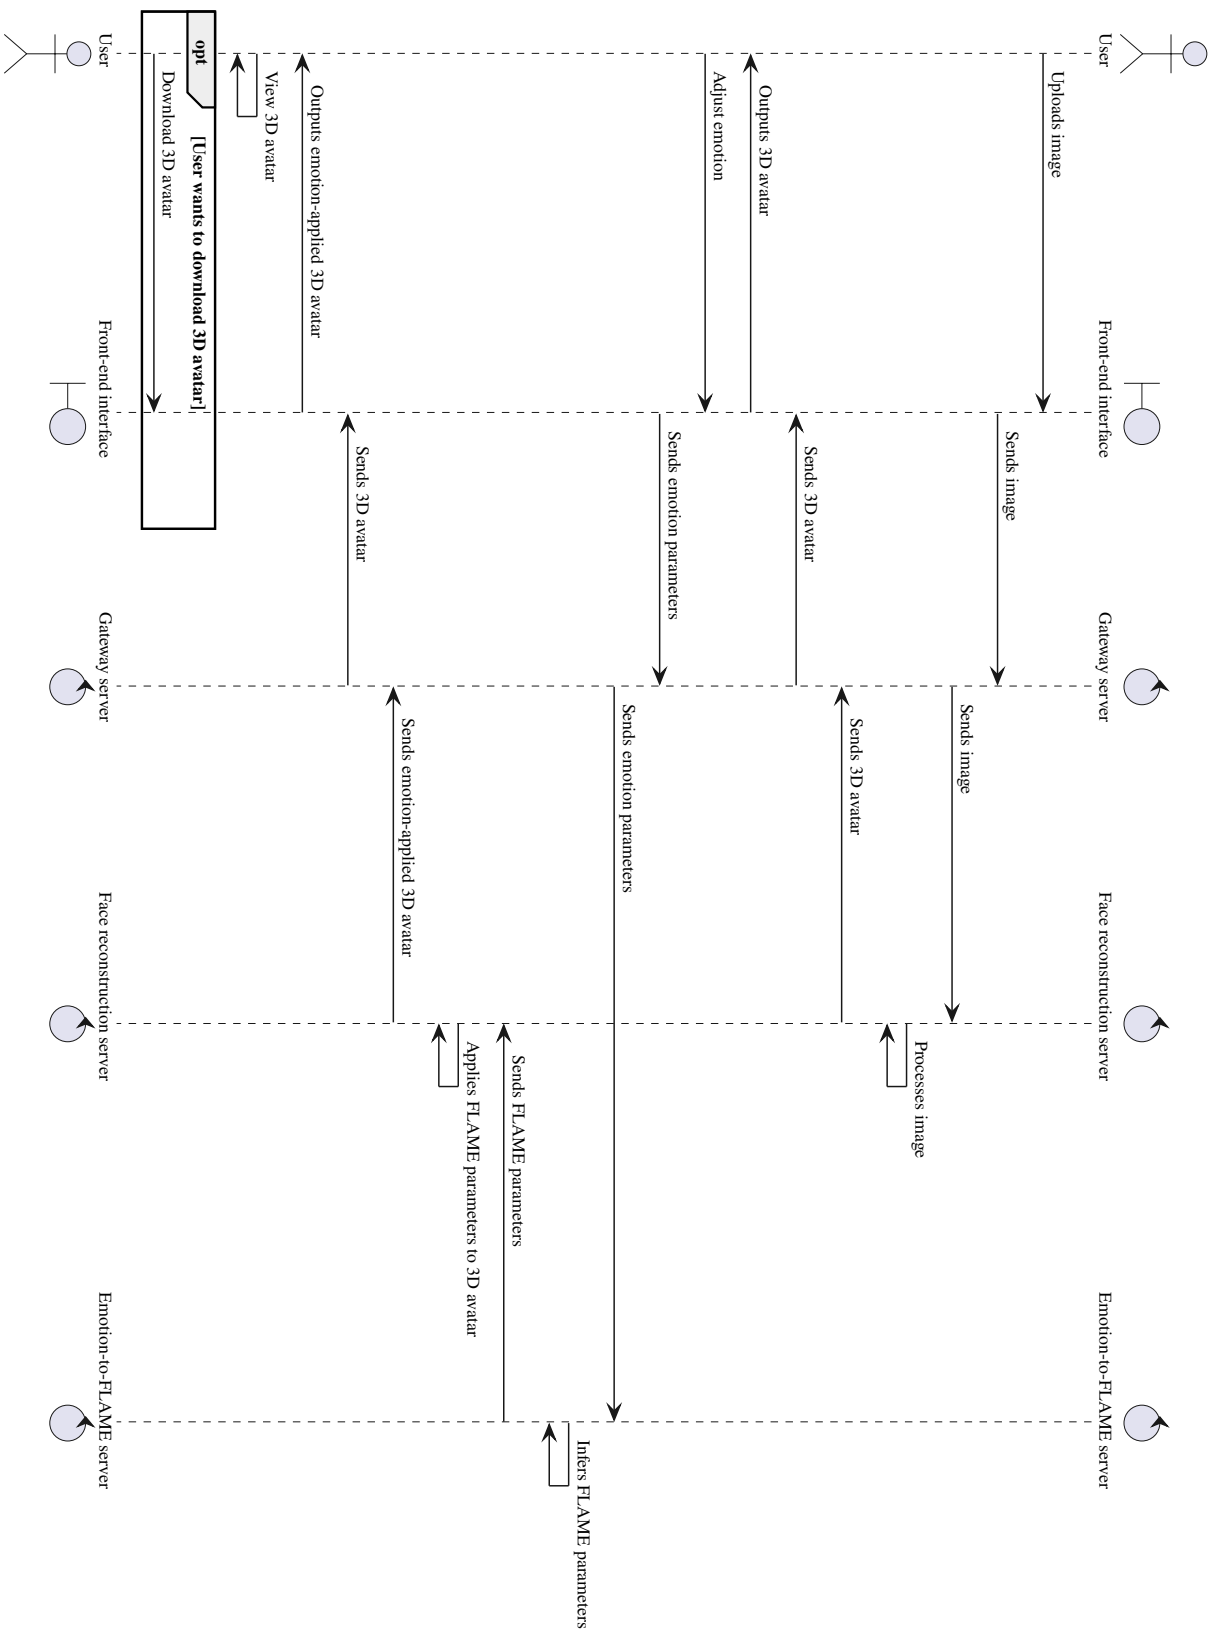 User
Front-end interface
Gateway server
Face reconstruction server
Emotion-to-FLAME server
Uploads image
Sends image
Sends image
Processes image
Sends 3D avatar
Sends 3D avatar
Outputs 3D avatar
Adjust emotion
Sends emotion parameters
Sends emotion parameters
Infers FLAME parameters
Sends FLAME parameters
Applies FLAME parameters to 3D avatar
Sends emotion-applied 3D avatar
Sends 3D avatar
Outputs emotion-applied 3D avatar
View 3D avatar
opt
[User wants to download 3D avatar]
Download 3D avatar
User
Front-end interface
Gateway server
Face reconstruction server
Emotion-to-FLAME server